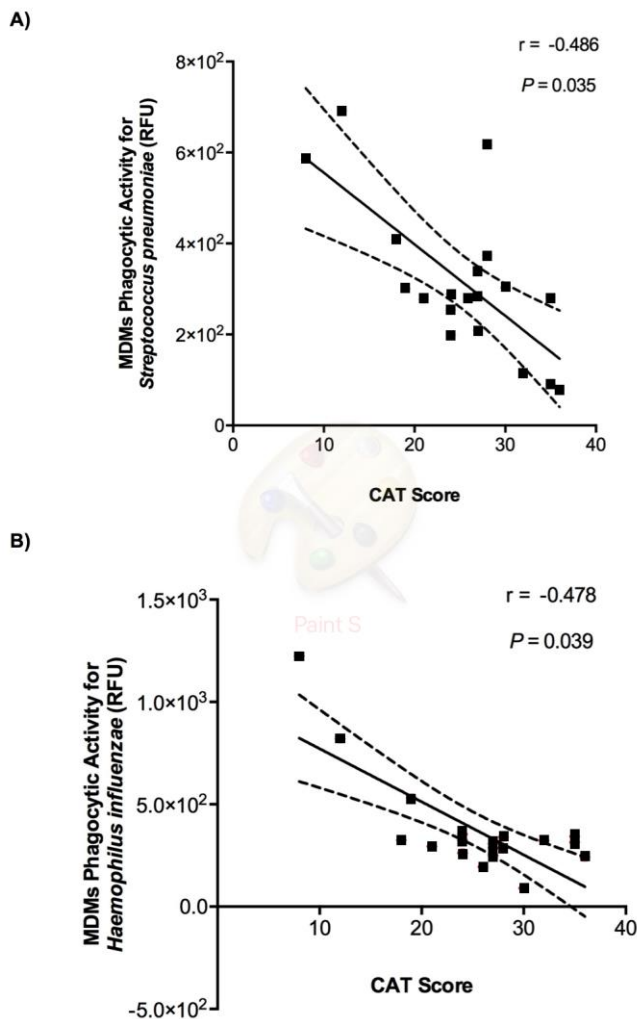 A)
r = -0.486
P = 0.035
MDMs Phagocytic Activity for
Streptococcus pneumoniae (RFU)
8×10²
6×10²
4×10²
2×10²
0
0 10 20 30 40
CAT Score
Paint S
B)
r = -0.478
P = 0.039
MDMs Phagocytic Activity for
Haemophilus influenzae (RFU)
1.5×10³
1.0×10³
5.0×10²
0.0
-5.0×10²
10 20 30 40
CAT Score